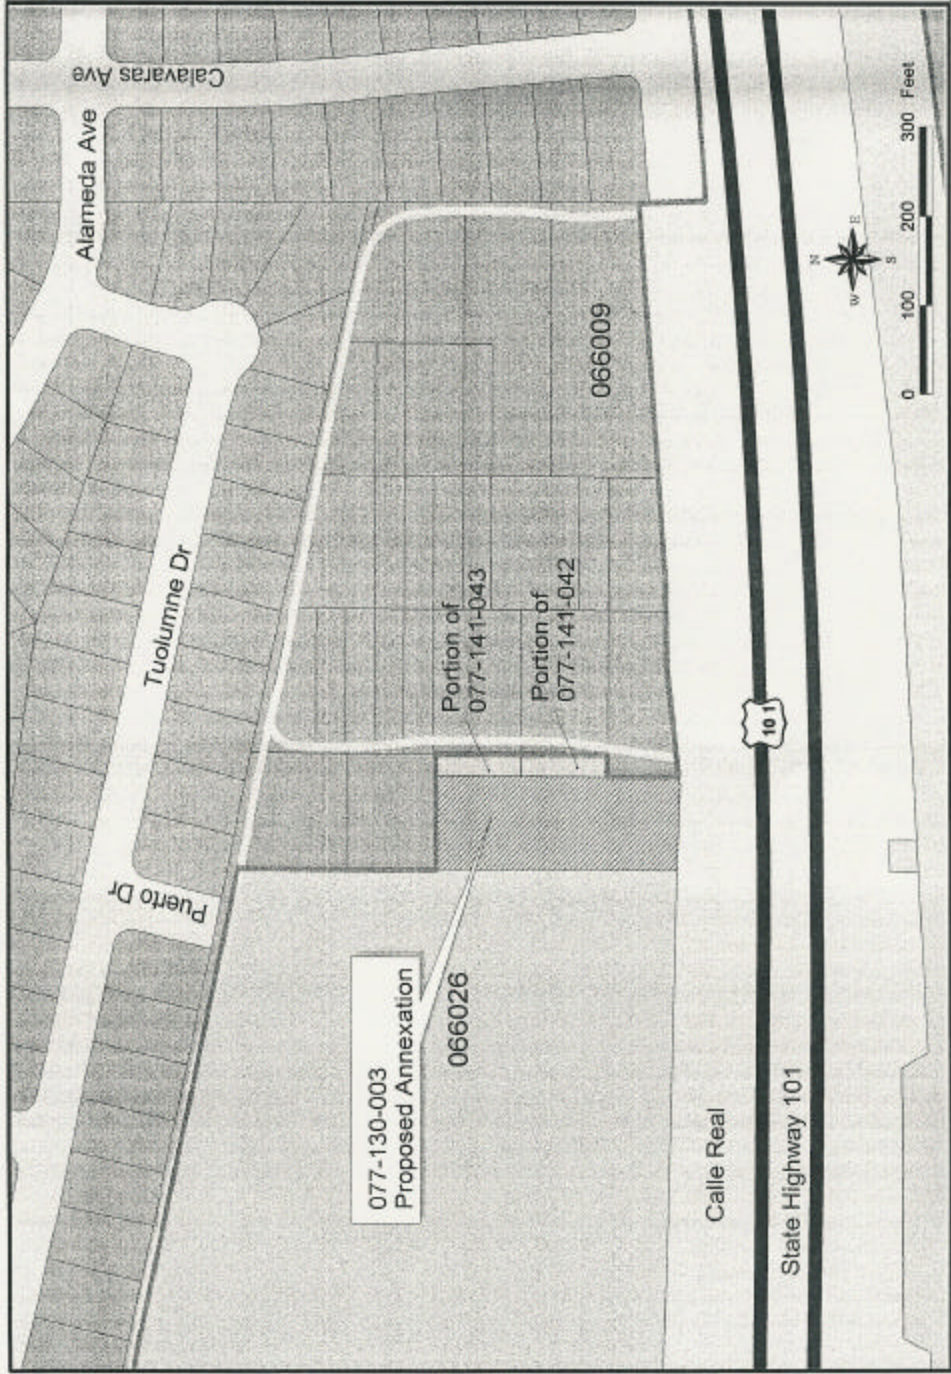 Calavaras Ave
Alameda Ave
Tuolumne Dr
Puerto Dr
066009
Portion of
077-141-043
Portion of
077-141-042
077-130-003
Proposed Annexation
066026
Calle Real
State Highway 101
101
N
E
S
W
0 100 200 300 Feet